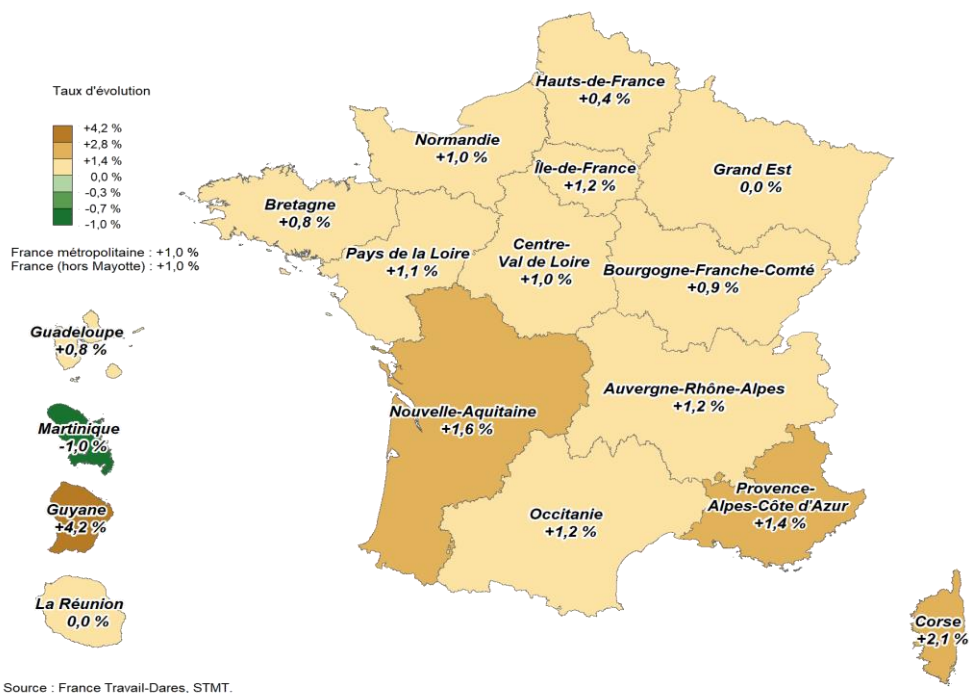 Taux d'évolution
+4,2 %
+2,8 %
+1,4 %
0,0 %
-0,3 %
-0,7 %
-1,0 %
France métropolitaine : +1,0 %
France (hors Mayotte) : +1,0 %
Hauts-de-France
+0,4 %
Normandie
+1,0 %
Île-de-France
+1,2 %
Grand Est
0,0 %
Bretagne
+0,8 %
Pays de la Loire
+1,1 %
Centre-
Val de Loire
+1,0 %
Bourgogne-Franche-Comté
+0,9 %
Nouvelle-Aquitaine
+1,6 %
Auvergne-Rhône-Alpes
+1,2 %
Occitanie
+1,2 %
Provence-
Alpes-Côte d'Azur
+1,4 %
Corse
+2,1 %
Guadeloupe
+0,8 %
Martinique
-1,0 %
Guyane
+4,2 %
La Réunion
0,0 %
Source : France Travail-Dares, STMT.